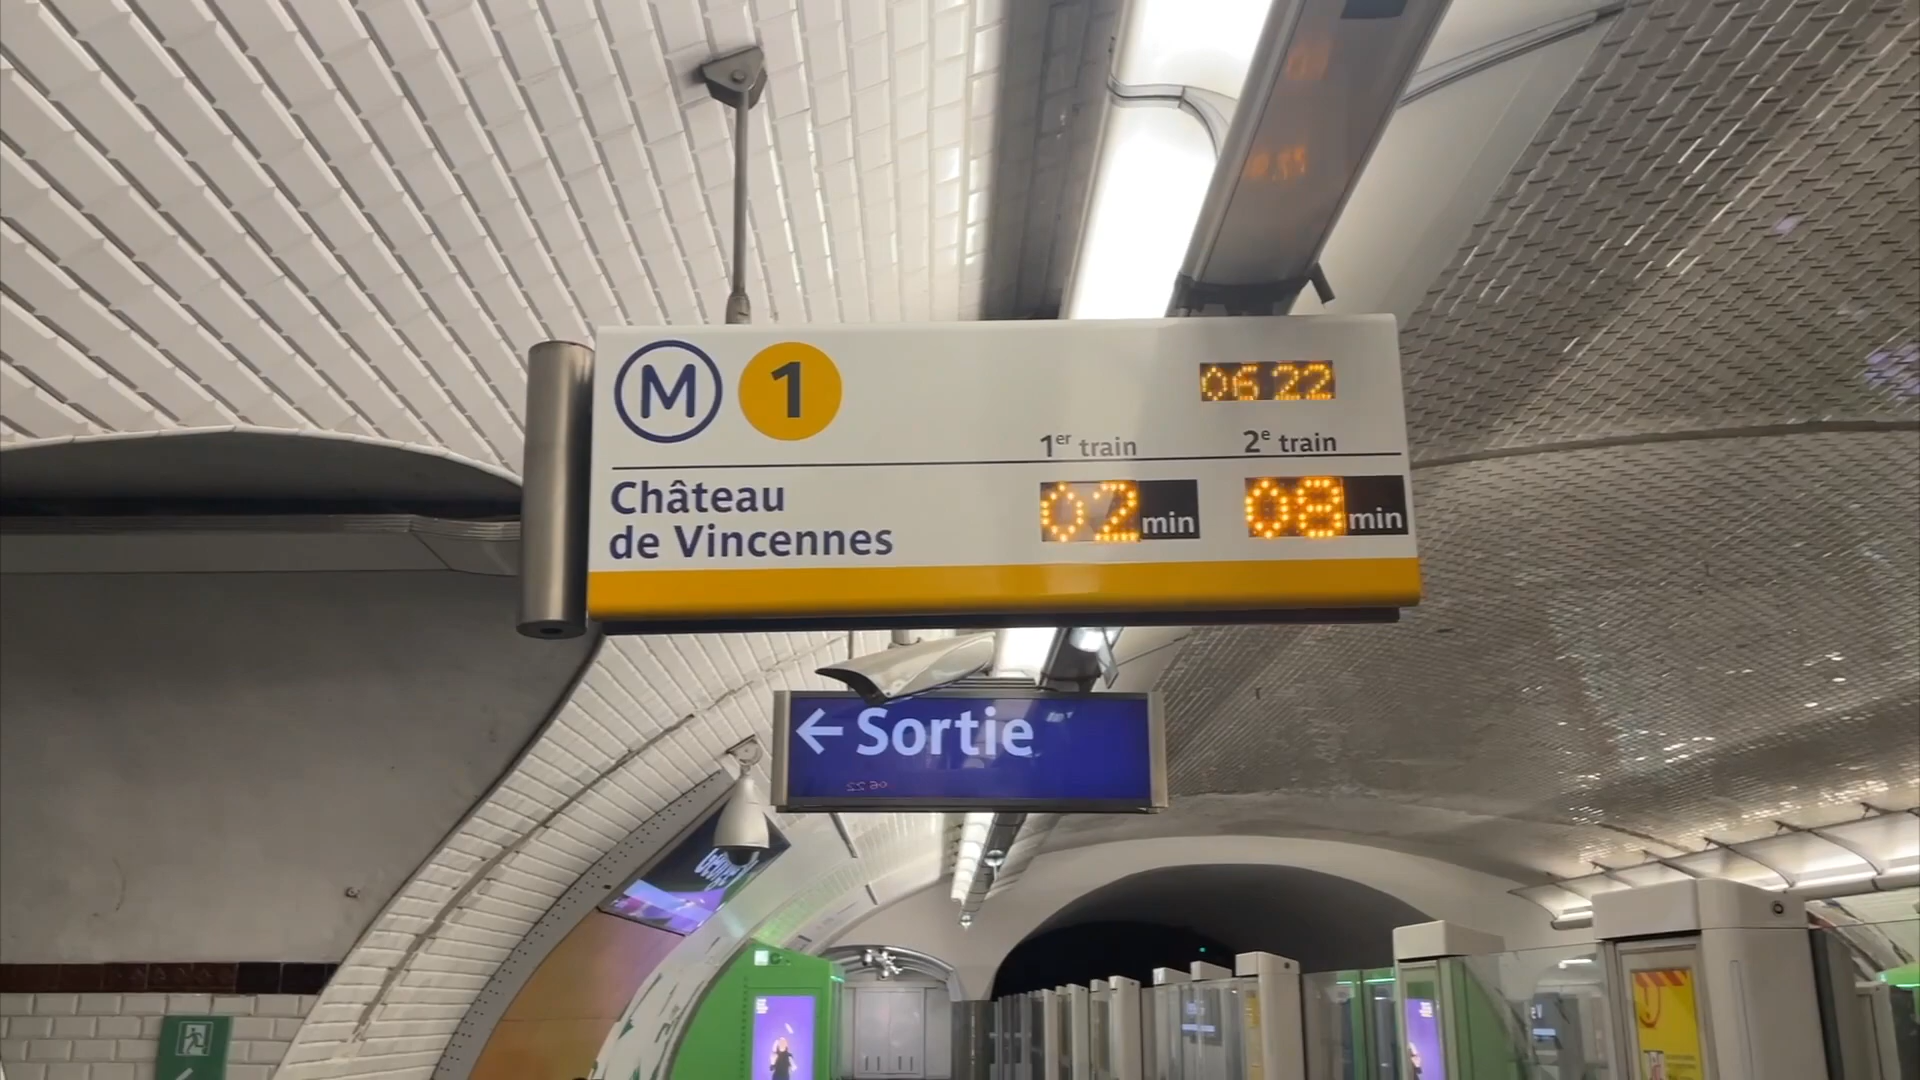 M 1 06 22
1er train 2e train
Château
de Vincennes
02 min 08 min
← Sortie